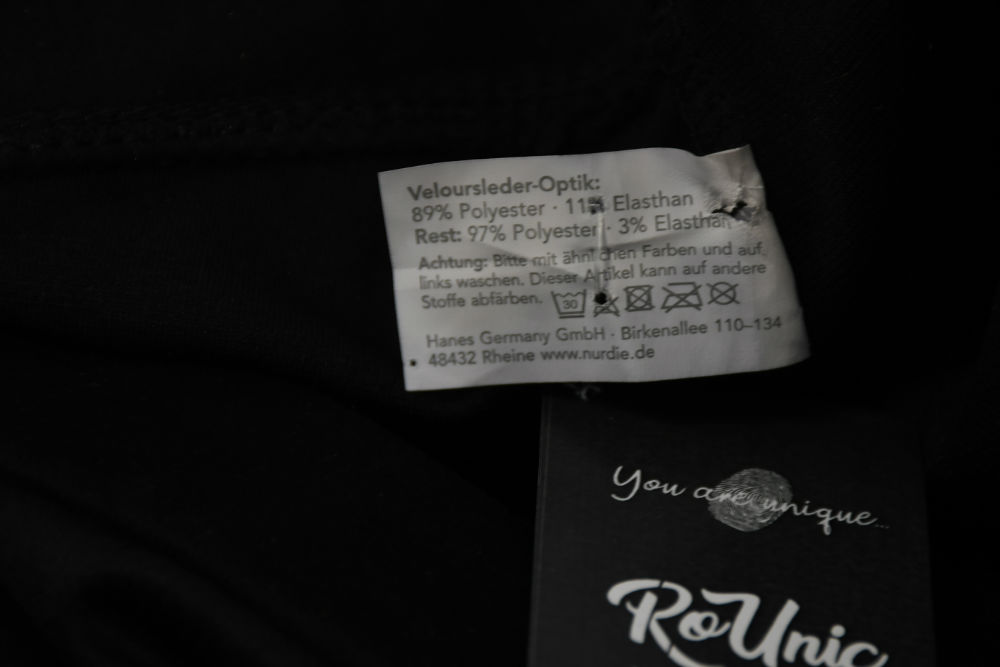 Veloursleder-Optik:
89% Polyester · 11% Elasthan
Rest: 97% Polyester · 3% Elasthan
Achtung: Bitte mit ähnlichen Farben und auf
links waschen. Dieser Artikel kann auf andere
Stoffe abfärben. 30
Hanes Germany GmbH · Birkenallee 110–134
48432 Rheine www.nurdie.de
You are unique...
RoUnic